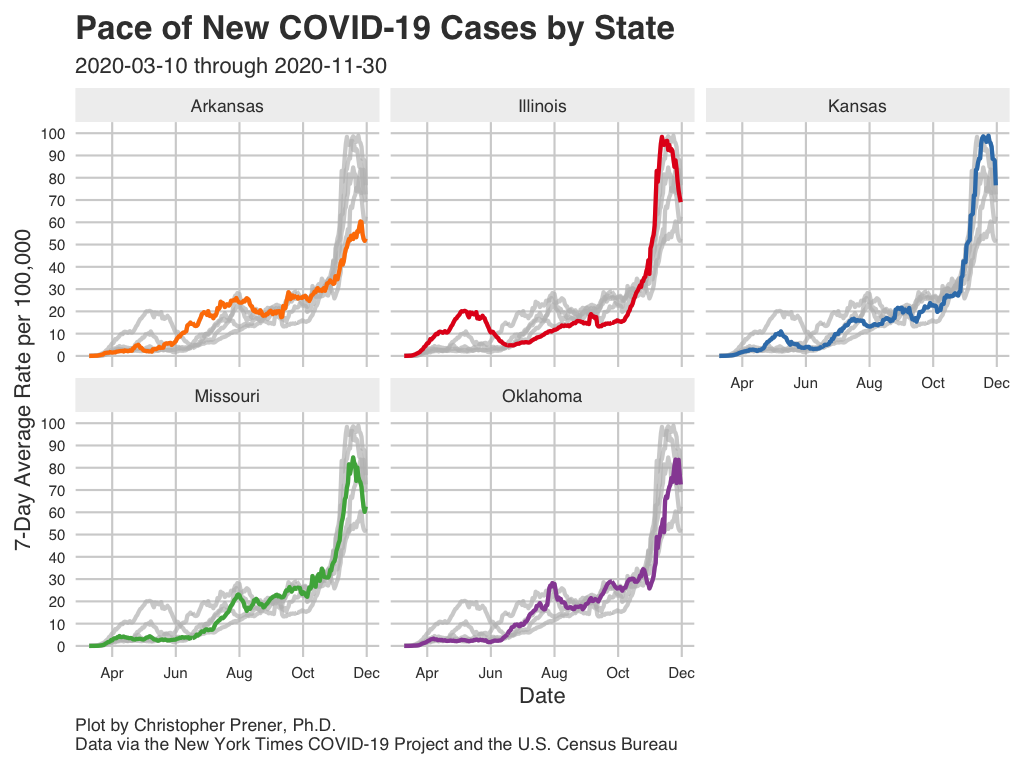 Pace of New COVID-19 Cases by State
2020-03-10 through 2020-11-30
Arkansas Illinois Kansas
7-Day Average Rate per 100,000
100
90
80
70
60
50
40
30
20
10
0
Apr Jun Aug Oct Dec
Missouri Oklahoma
100
90
80
70
60
50
40
30
20
10
0
Apr Jun Aug Oct Dec Apr Jun Aug Oct Dec
Date
Plot by Christopher Prener, Ph.D.
Data via the New York Times COVID-19 Project and the U.S. Census Bureau